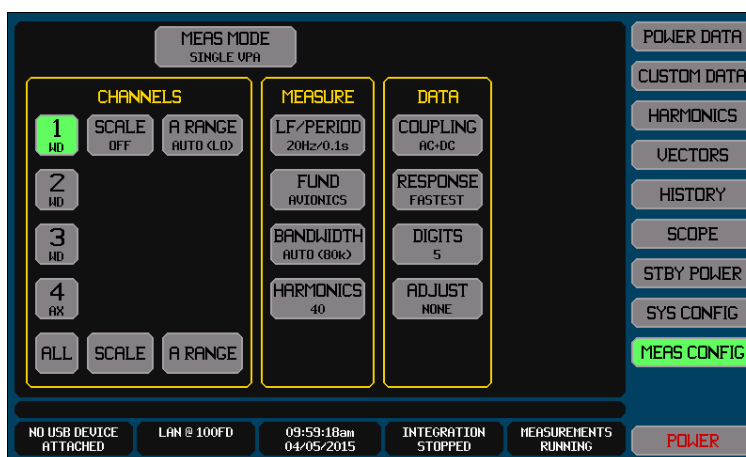 MEAS MODE
SINGLE VPA
CHANNELS
1
WD
SCALE
OFF
A RANGE
AUTO (LO)
2
WD
3
WD
4
AX
ALL
SCALE
A RANGE
MEASURE
LF/PERIOD
20Hz/0.1s
FUND
AVIONICS
BANDWIDTH
AUTO (80k)
HARMONICS
40
DATA
COUPLING
AC+DC
RESPONSE
FASTEST
DIGITS
5
ADJUST
NONE
POWER DATA
CUSTOM DATA
HARMONICS
VECTORS
HISTORY
SCOPE
STBY POWER
SYS CONFIG
MEAS CONFIG
NO USB DEVICE
ATTACHED
LAN @ 100FD
09:59:18am
04/05/2015
INTEGRATION
STOPPED
MEASUREMENTS
RUNNING
POWER